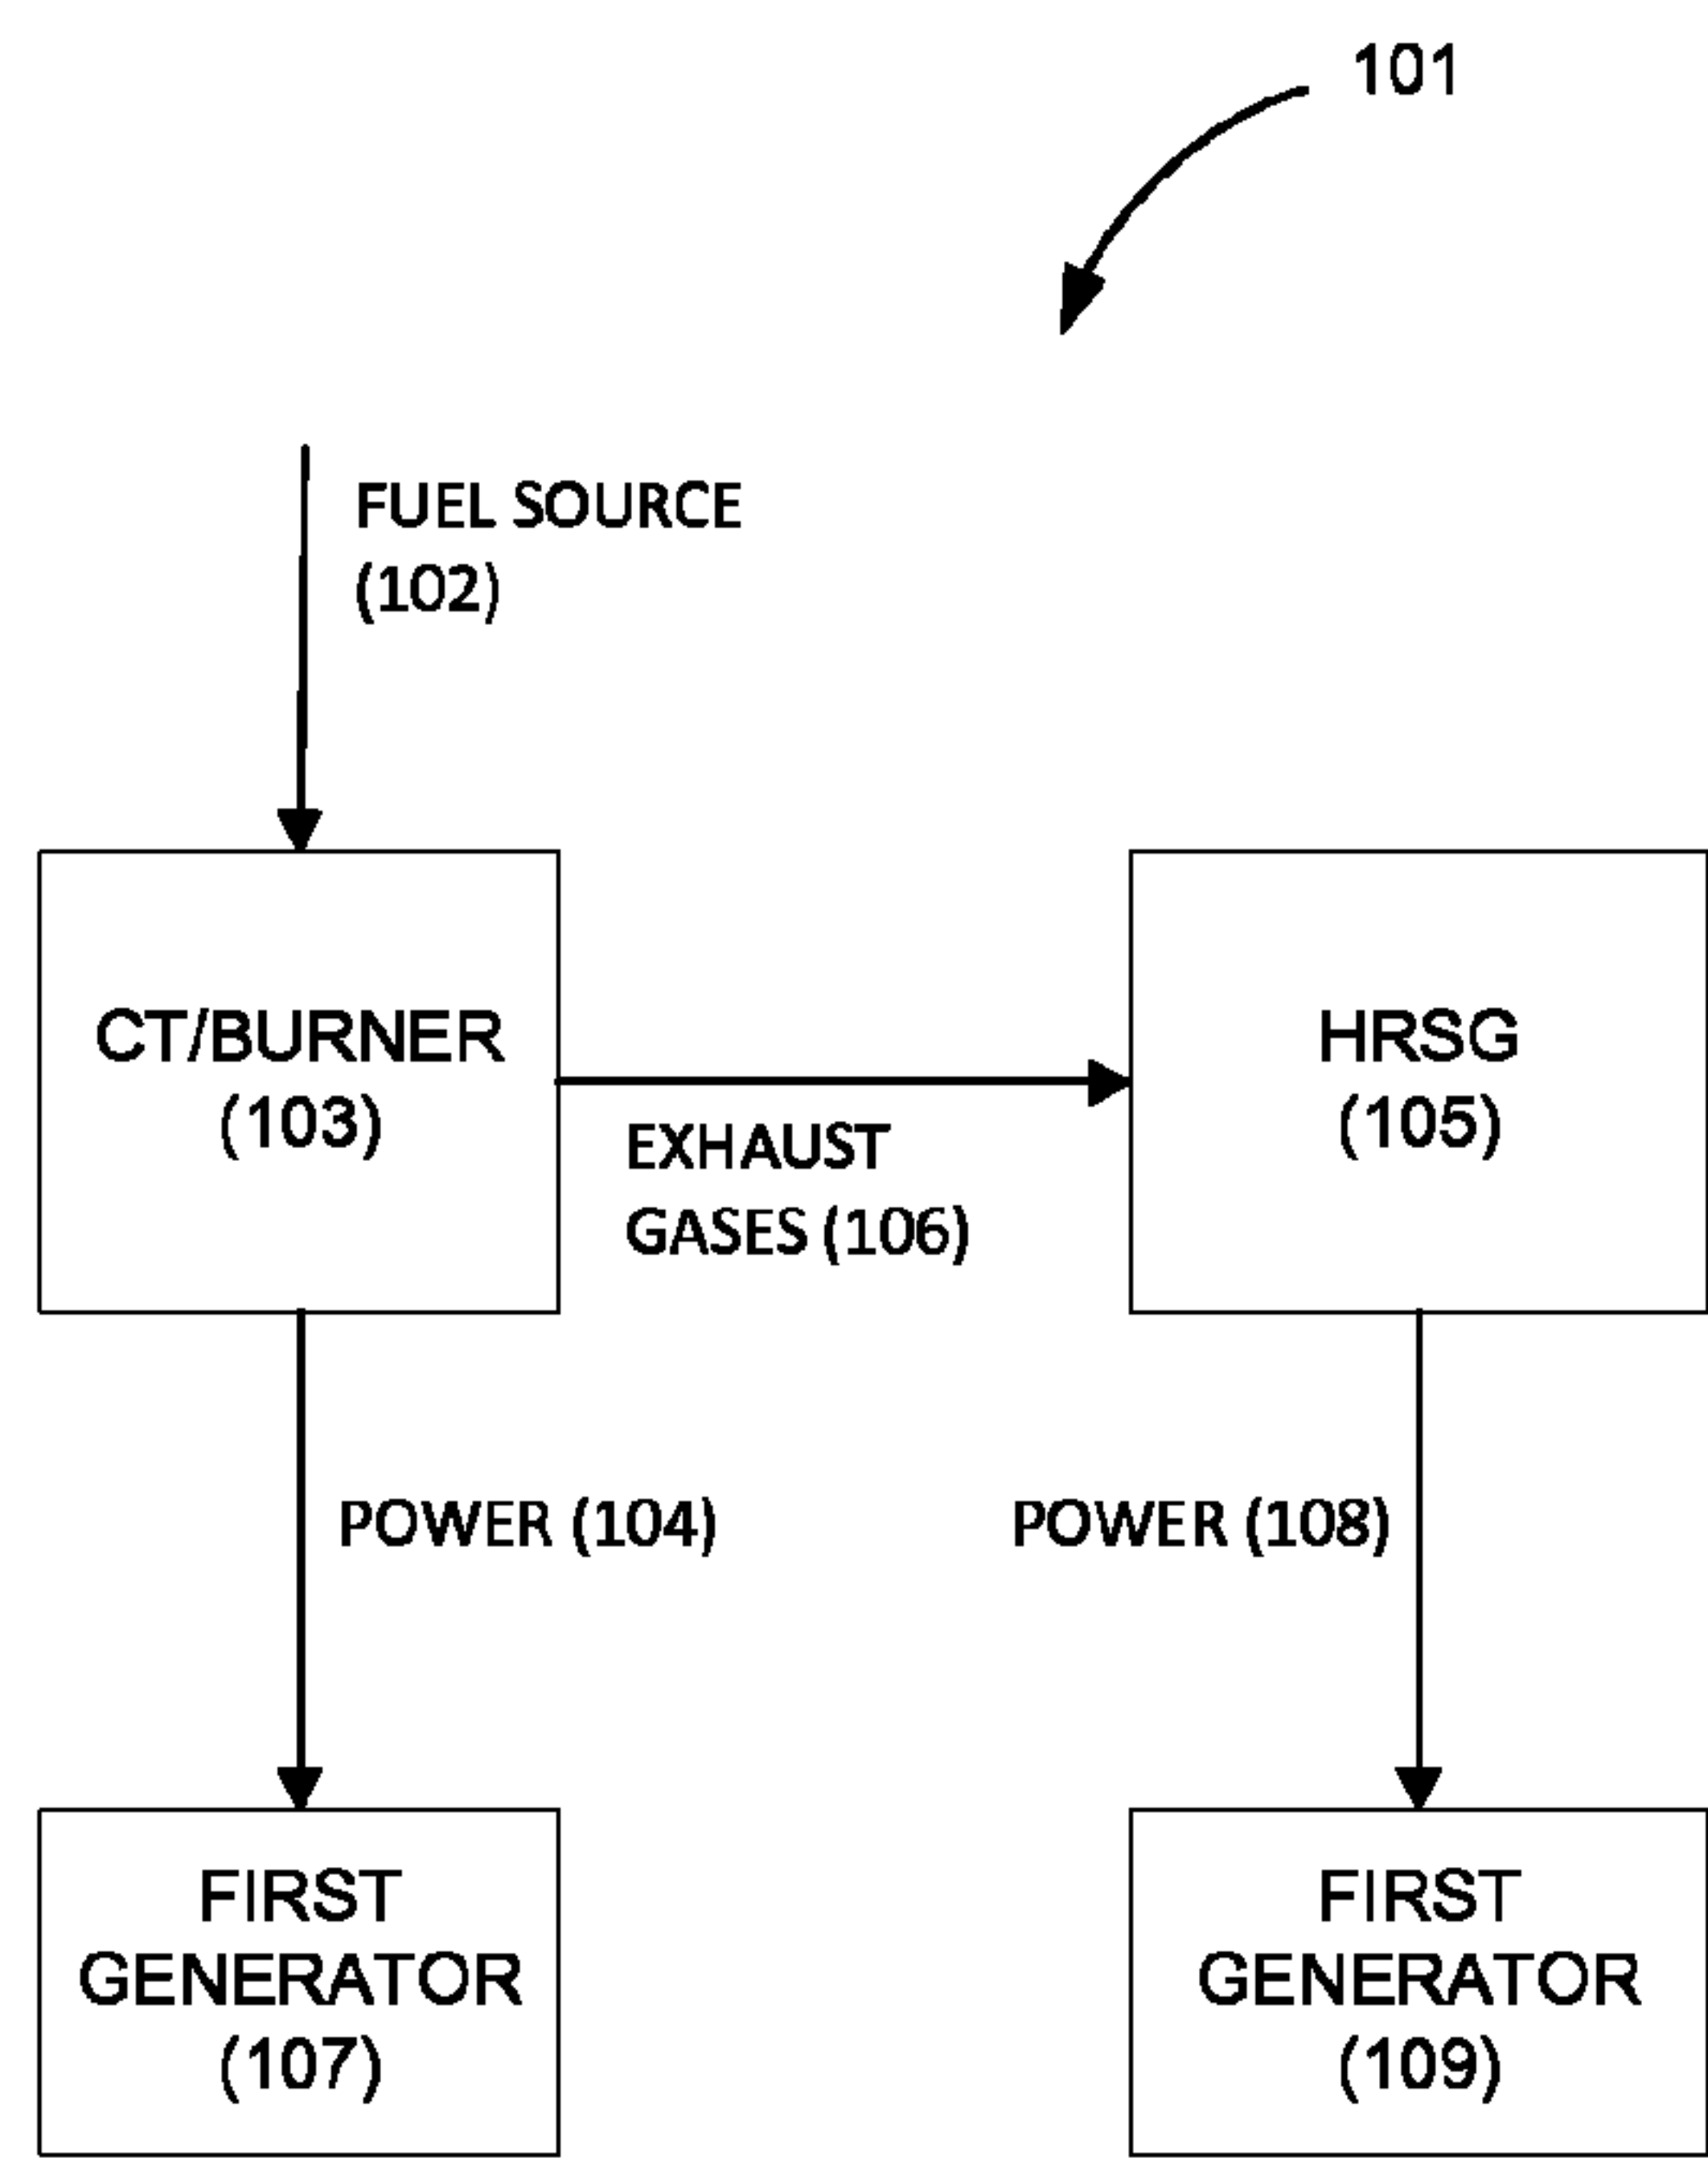 101
FUEL SOURCE
(102)
CT/BURNER
(103)
EXHAUST
GASES (106)
HRSG
(105)
POWER (104)
POWER (108)
FIRST
GENERATOR
(107)
FIRST
GENERATOR
(109)